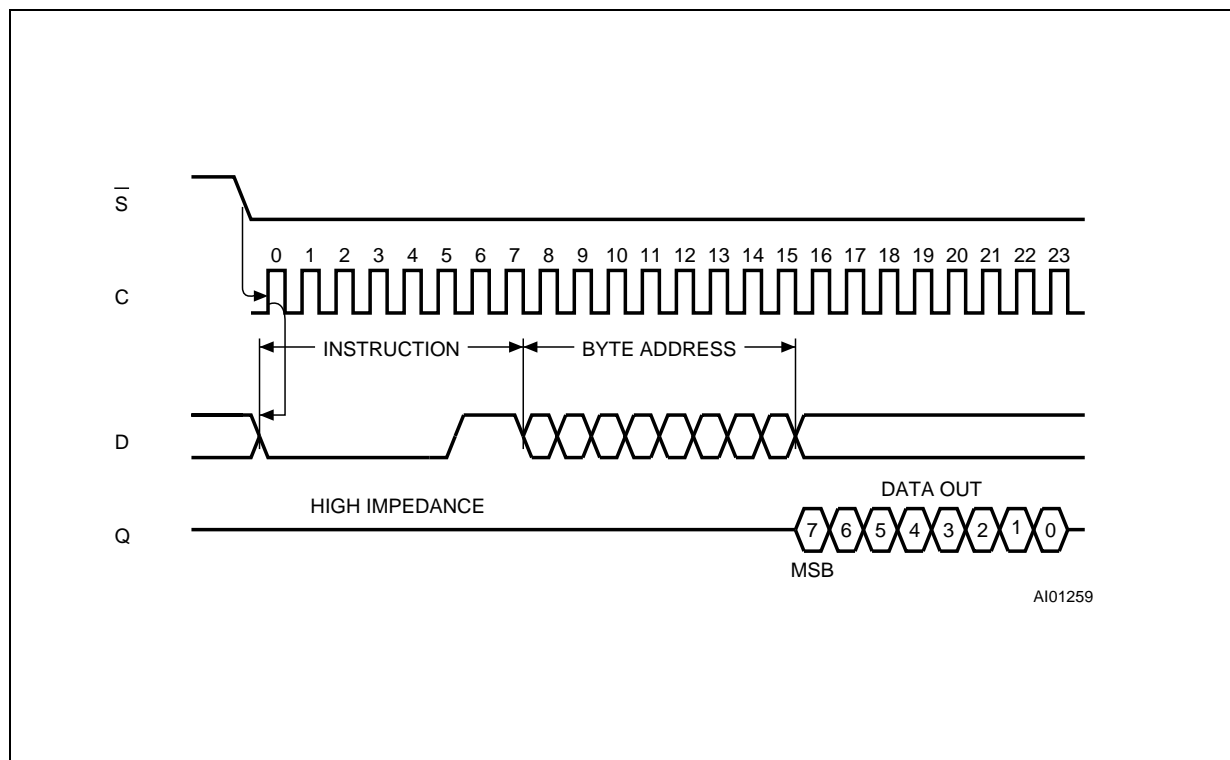 S̅
0 1 2 3 4 5 6 7 8 9 10 11 12 13 14 15 16 17 18 19 20 21 22 23
C
INSTRUCTION BYTE ADDRESS
D
DATA OUT
HIGH IMPEDANCE
Q
7 6 5 4 3 2 1 0
MSB
AI01259